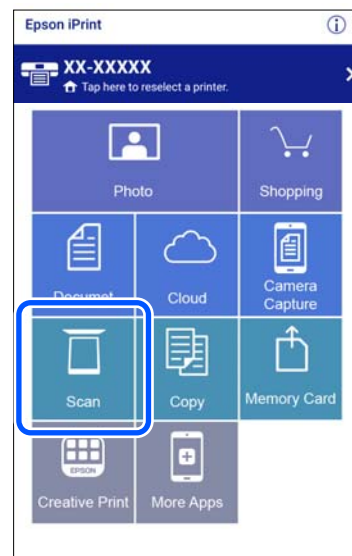 Epson iPrint
XX-XXXXX
Tap here to reselect a printer.
Photo
Shopping
Documet
Cloud
Camera
Capture
Scan
Copy
Memory Card
EPSON
Creative Print
More Apps